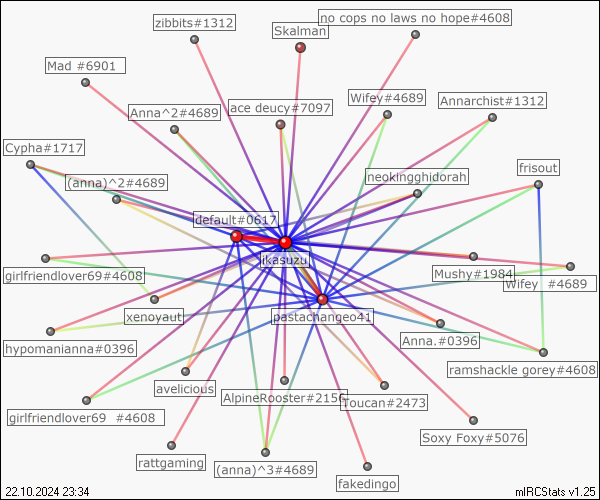 no cops no laws no hope#4608
zibbits#1312
Skalman
Mad #6901
Wifey#4689
Annarchist#1312
ace deucy#7097
Anna^2#4689
Cypha#1717
frisout
neokingghidorah
(anna)^2#4689
default#0617
ikasuzu
girlfriendlover69#4608
Mushy#1984
Wifey  #4689
xenoyaut
pastachangeo41
Anna.#0396
hypomanianna#0396
ramshackle gorey#4608
avelicious
AlpineRooster#2156
Toucan#2473
girlfriendlover69  #4608
Soxy Foxy#5076
rattgaming
(anna)^3#4689
fakedingo
22.10.2024 23:34
mIRCStats v1.25